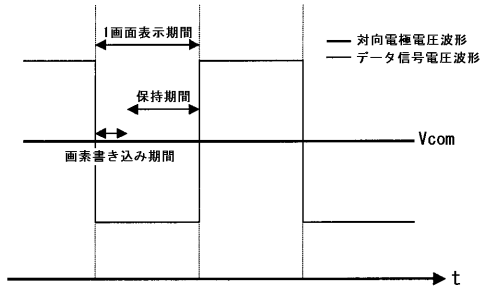 1画面表示期間
対向電極電圧波形
データ信号電圧波形
保持期間
Vcom
画素書き込み期間
t